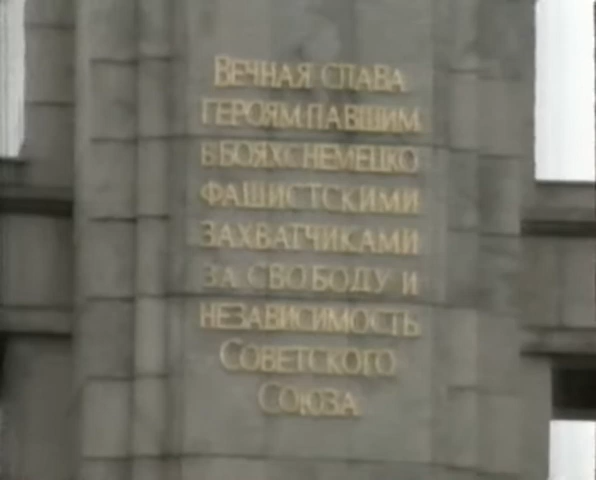 Вечная слава
героям, павшим
в боях с немецко
фашистскими
захватчиками
за свободу и
независимость
Советского
Союза